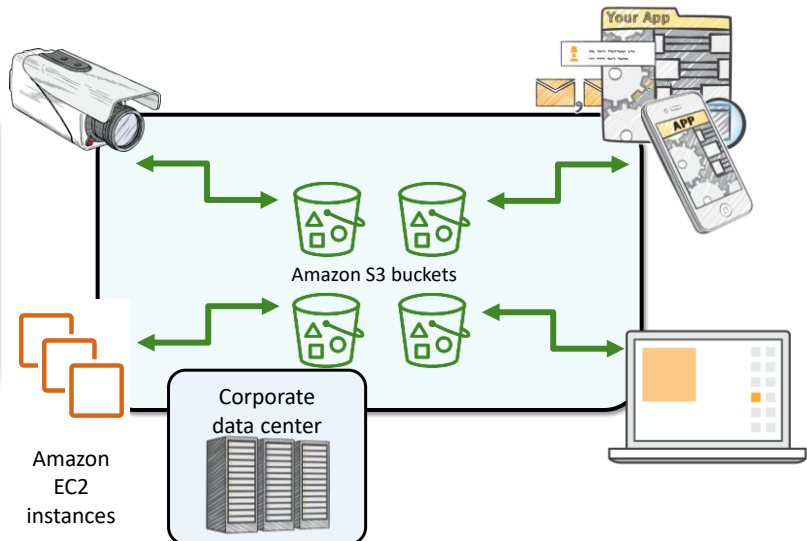 Your App
APP
Amazon S3 buckets
Corporate
data center
Amazon
EC2
instances